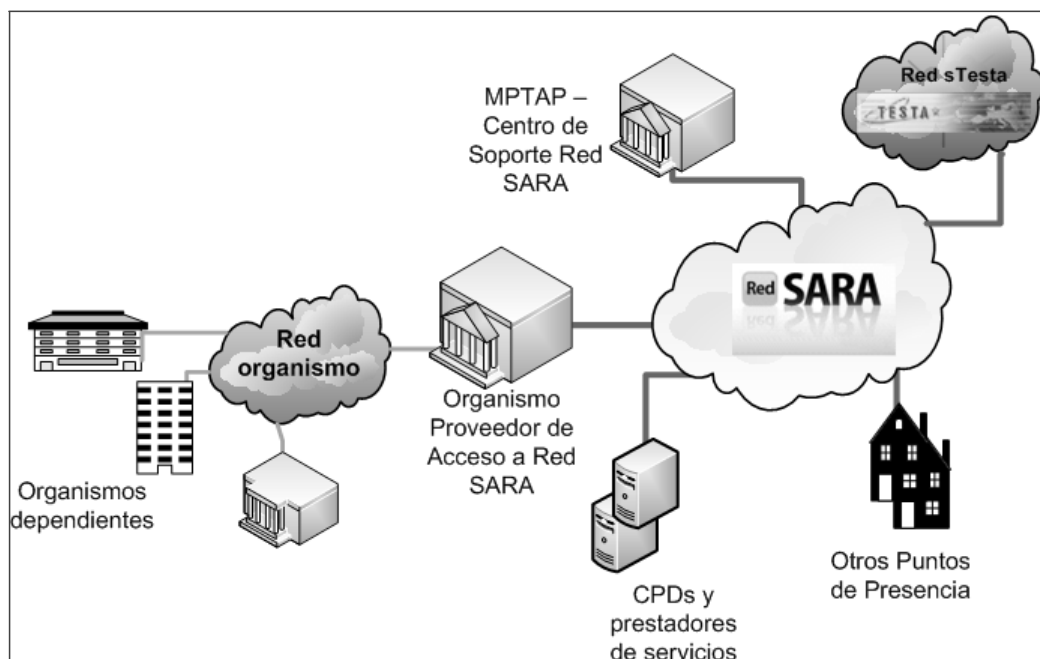 Red sTesta
TESTA
MPTAP –
Centro de
Soporte Red
SARA
Red SARA
Red
organismo
Organismo
Proveedor de
Acceso a Red
SARA
Organismos
dependientes
CPDs y
prestadores
de servicios
Otros Puntos
de Presencia